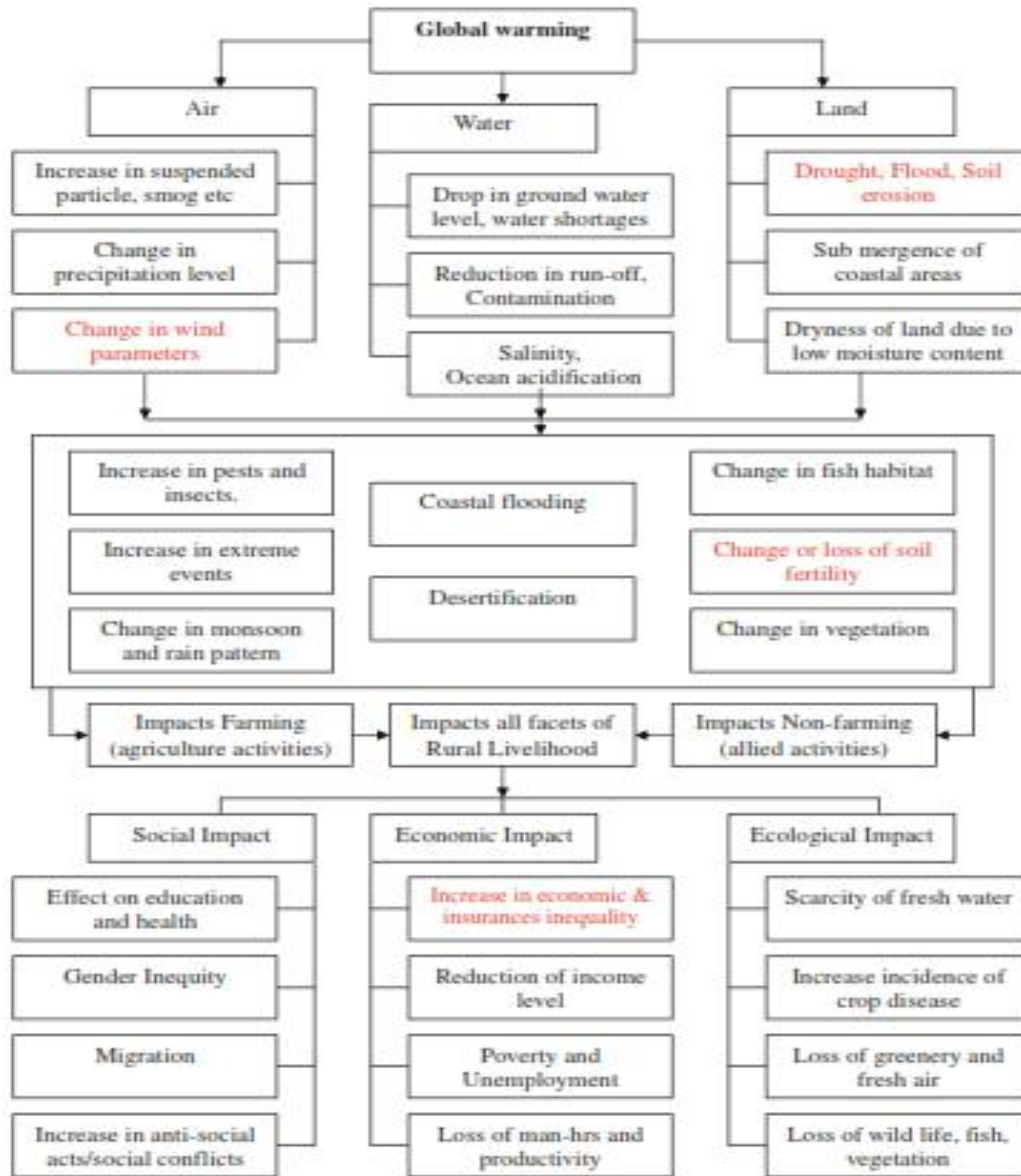 Global warming
Air
Water
Land
Increase in suspended
particle, smog etc
Change in
precipitation level
Change in wind
parameters
Drop in ground water
level, water shortages
Reduction in run-off,
Contamination
Salinity,
Ocean acidification
Drought, Flood, Soil
erosion
Sub mergence of
coastal areas
Dryness of land due to
low moisture content
Increase in pests and
insects.
Increase in extreme
events
Change in monsoon
and rain pattern
Coastal flooding
Desertification
Change in fish habitat
Change or loss of soil
fertility
Change in vegetation
Impacts Farming
(agriculture activities)
Impacts all facets of
Rural Livelihood
Impacts Non-farming
(allied activities)
Social Impact
Economic Impact
Ecological Impact
Effect on education
and health
Gender Inequity
Migration
Increase in anti-social
acts/social conflicts
Increase in economic &
insurances inequality
Reduction of income
level
Poverty and
Unemployment
Loss of man-hrs and
productivity
Scarcity of fresh water
Increase incidence of
crop disease
Loss of greenery and
fresh air
Loss of wild life, fish,
vegetation